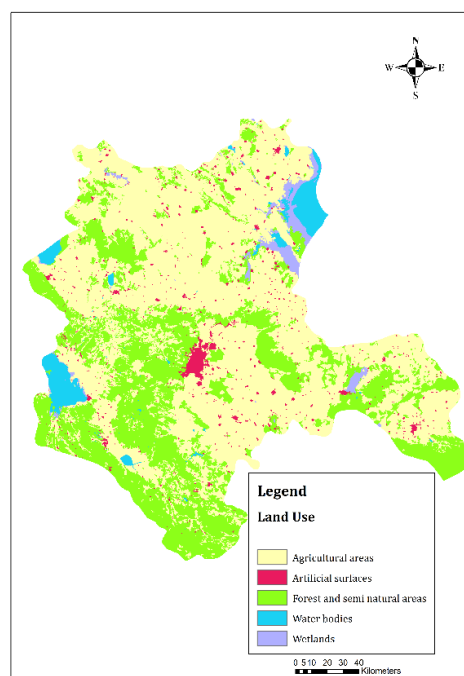 N
W E
S
Legend
Land Use
Agricultural areas
Artificial surfaces
Forest and semi natural areas
Water bodies
Wetlands
0 5 10 20 30 40
Kilometers